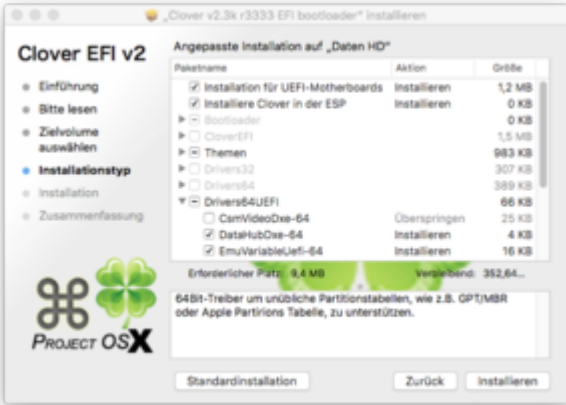 „Clover v2.3k r3333 EFI bootloader“ installieren
Clover EFI v2
Einführung
Bitte lesen
Zielvolume
auswählen
Installationstyp
Installation
Zusammenfassung
PROJECT OSX
Angepasste Installation auf „Daten HD“
Paketname Aktion Größe
Installation für UEFI-Motherboards Installieren 1,2 MB
Installiere Clover in der ESP Installieren 0 KB
Bootloader 0 KB
CloverEFI 1,5 MB
Themen 983 KB
Drivers32 307 KB
Drivers64 389 KB
Drivers64UEFI 66 KB
CsmVideoDxe-64 Überspringen 25 KB
DataHubDxe-64 Installieren 4 KB
EmuVariableUefi-64 Installieren 16 KB
Erforderlicher Platz: 9,4 MB Verbleibend: 352,64...
64Bit-Treiber um unübliche Partitionstabellen, wie z.B. GPT/MBR
oder Apple Partirions Tabelle, zu unterstützen.
Standardinstallation Zurück Installieren